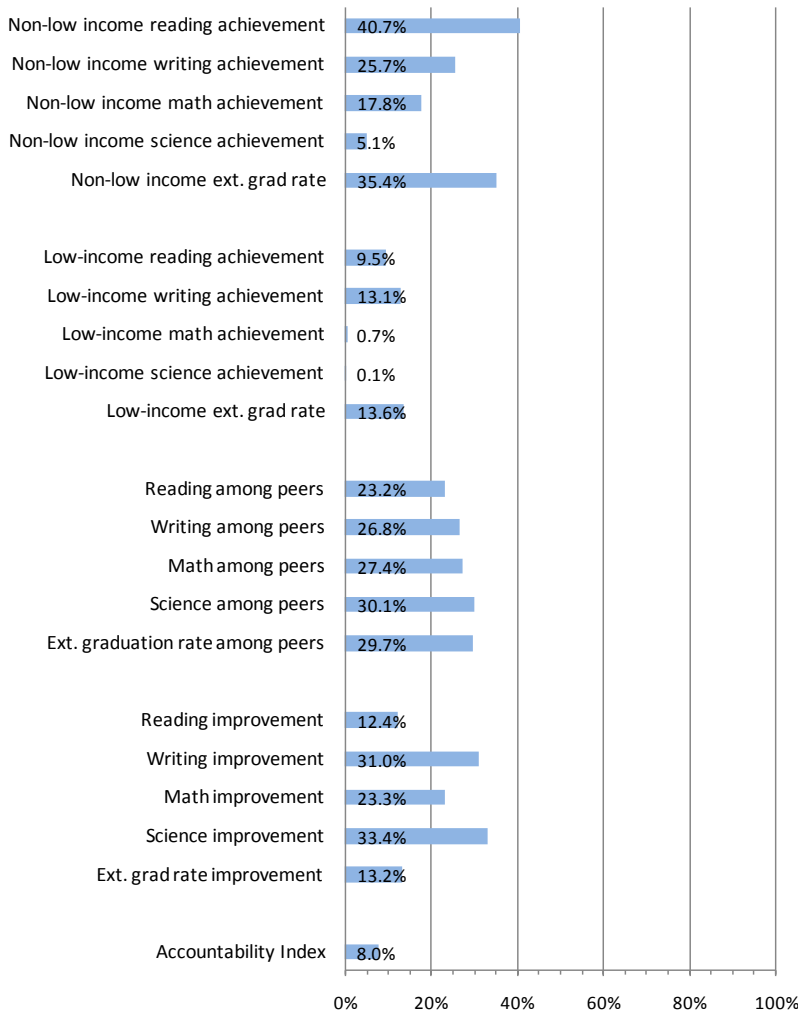 Non-low income reading achievement 40.7%
Non-low income writing achievement 25.7%
Non-low income math achievement 17.8%
Non-low income science achievement 5.1%
Non-low income ext. grad rate 35.4%
Low-income reading achievement 9.5%
Low-income writing achievement 13.1%
Low-income math achievement 0.7%
Low-income science achievement 0.1%
Low-income ext. grad rate 13.6%
Reading among peers 23.2%
Writing among peers 26.8%
Math among peers 27.4%
Science among peers 30.1%
Ext. graduation rate among peers 29.7%
Reading improvement 12.4%
Writing improvement 31.0%
Math improvement 23.3%
Science improvement 33.4%
Ext. grad rate improvement 13.2%
Accountability Index 8.0%
0% 20% 40% 60% 80% 100%